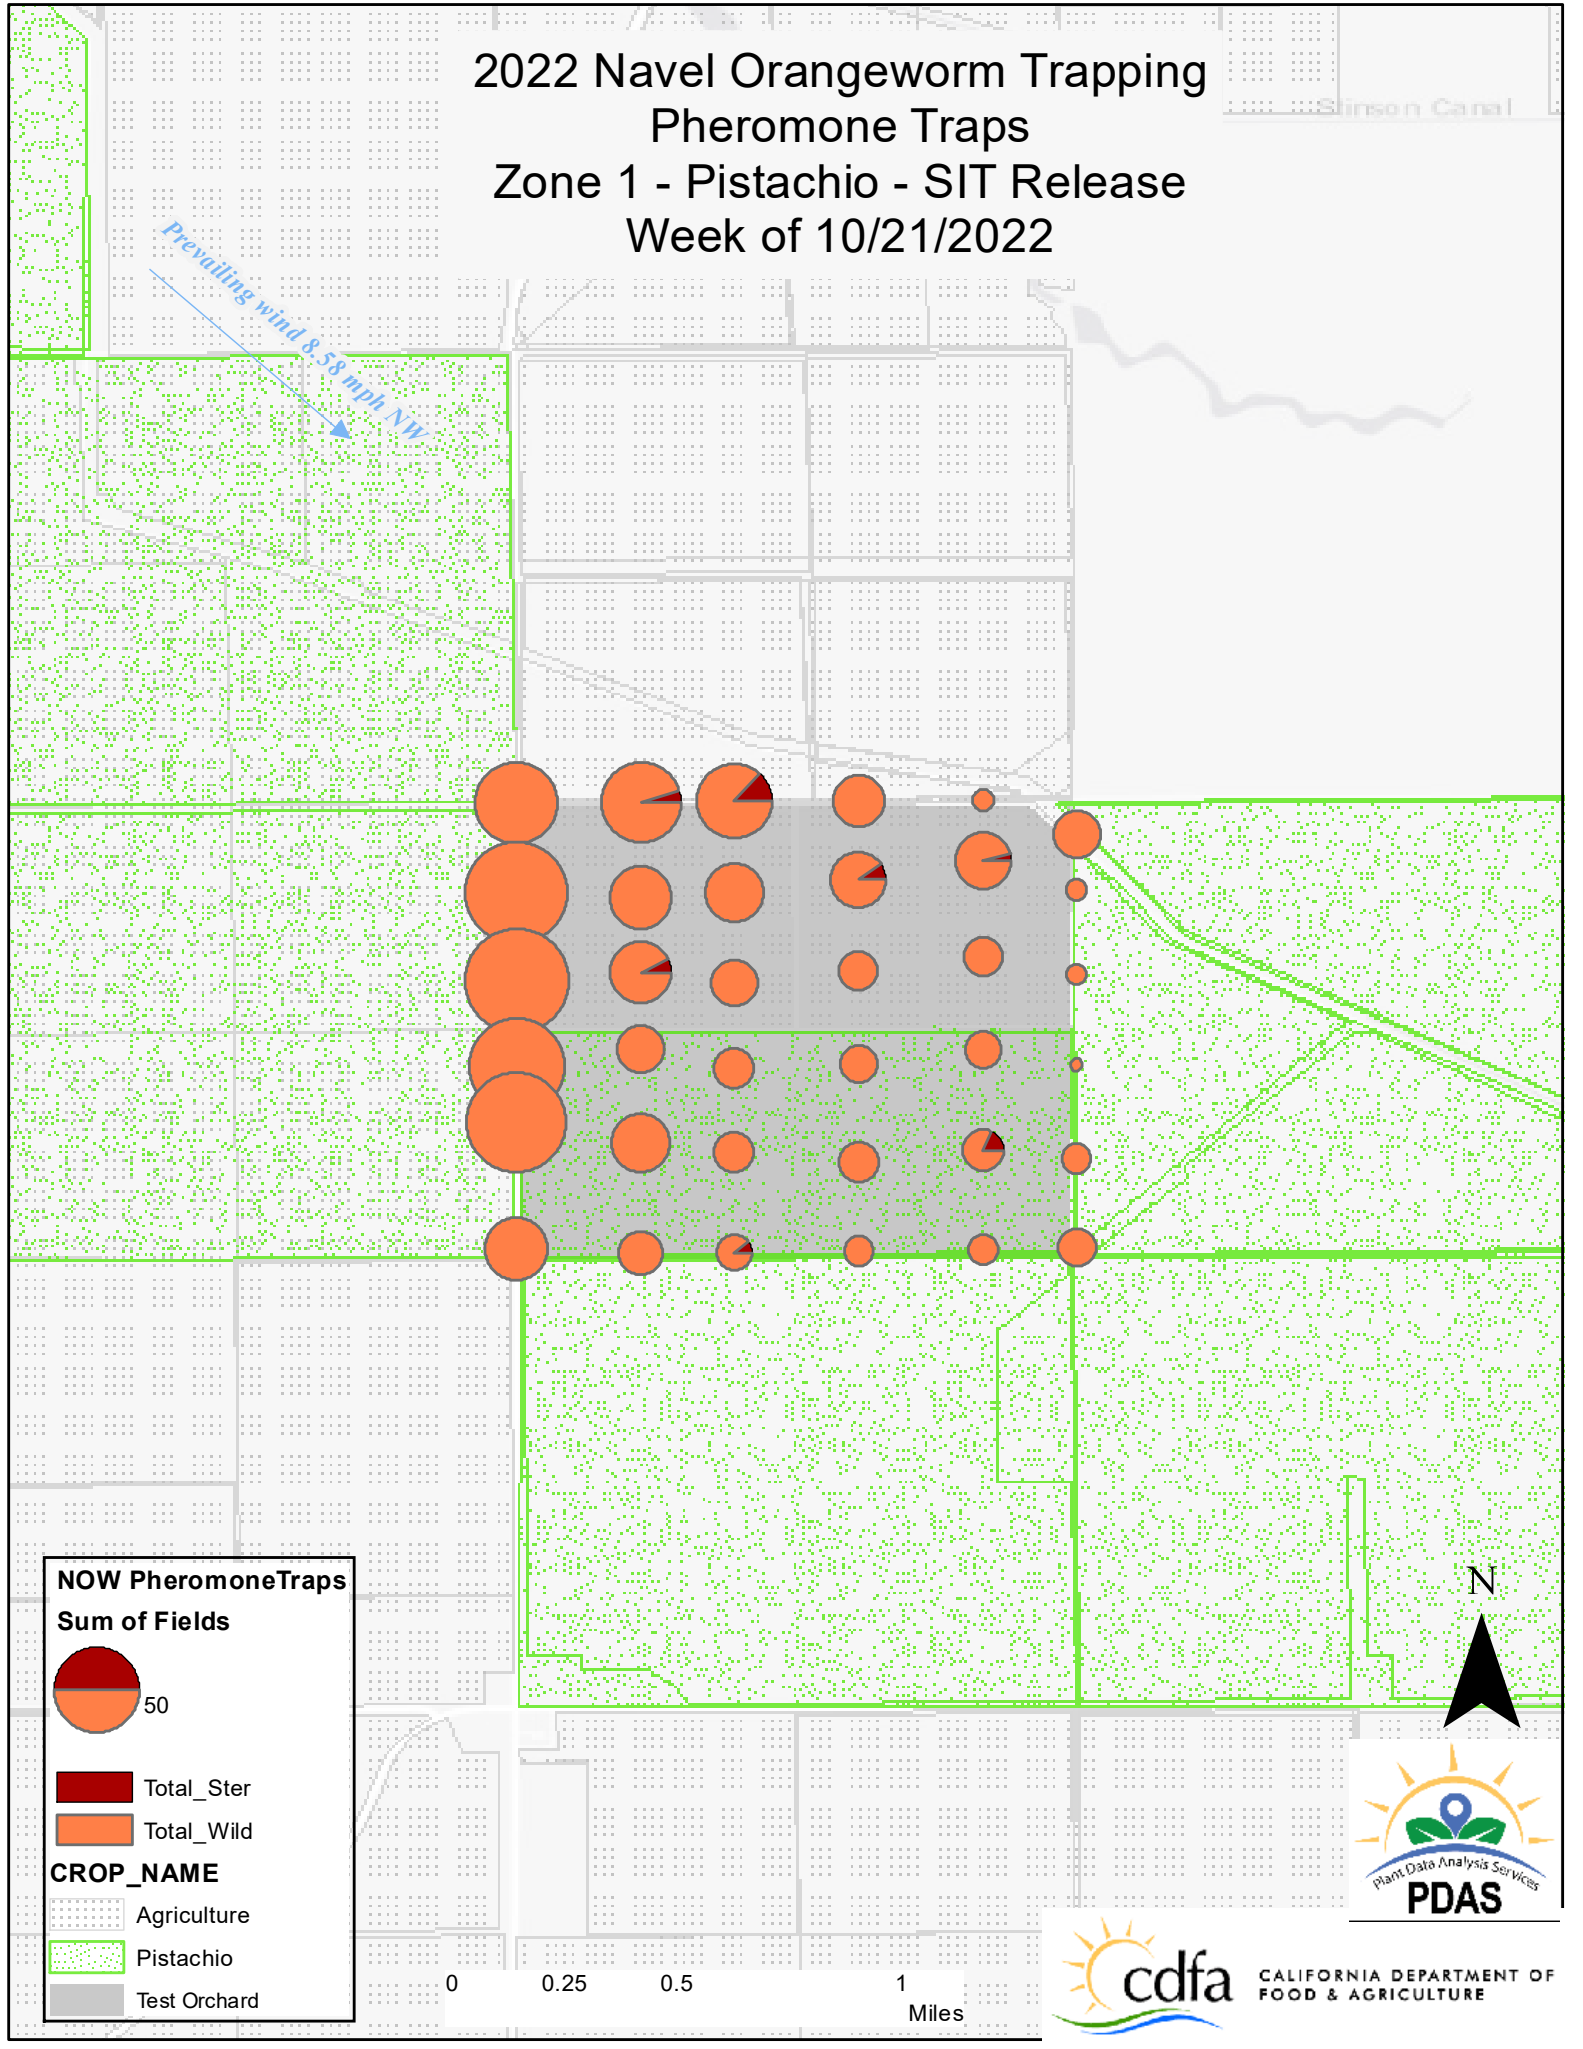 2022 Navel Orangeworm Trapping
Pheromone Traps
Zone 1 - Pistachio - SIT Release
Week of 10/21/2022
Stinson Canal
Prevailing wind 8.58 mph NW
NOW PheromoneTraps
Sum of Fields
50
Total_Ster
Total_Wild
CROP_NAME
Agriculture
Pistachio
Test Orchard
0 0.25 0.5 1
Miles
N
Plant Data Analysis Services
PDAS
cdfa
CALIFORNIA DEPARTMENT OF
FOOD & AGRICULTURE